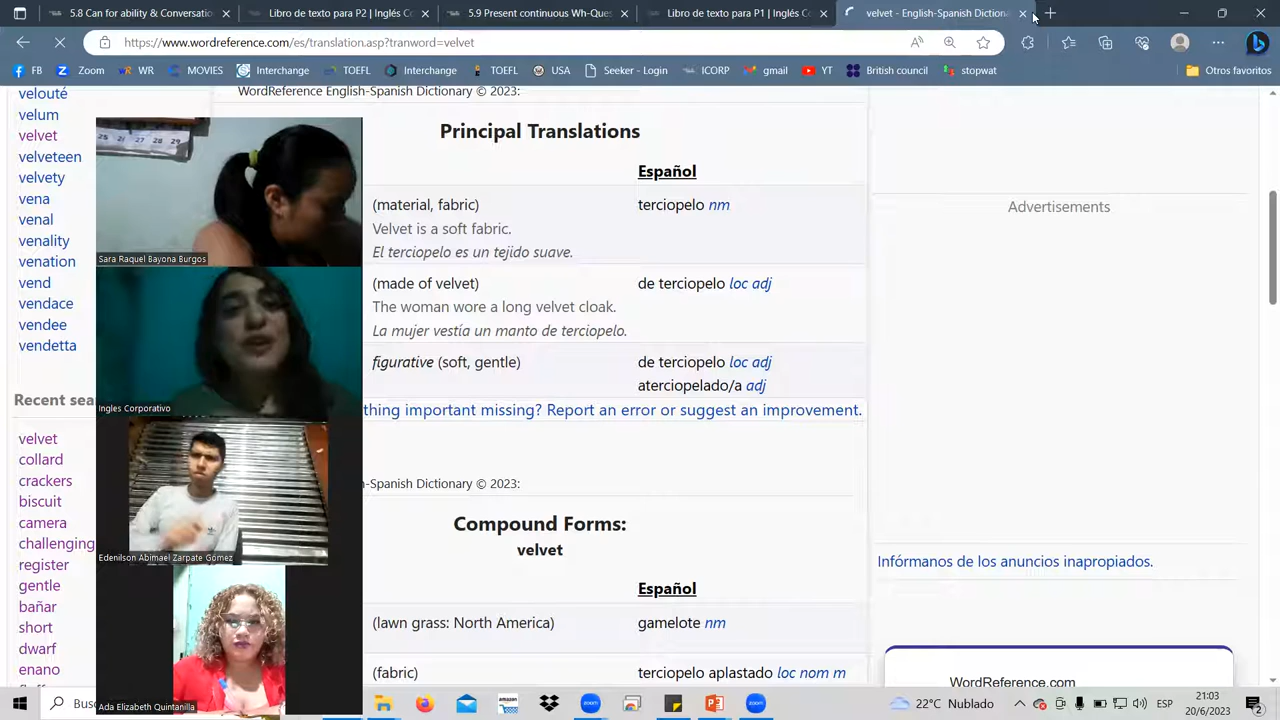 5.8 Can for ability & Conversatio
Libro de texto para P2 | Inglés Co
5.9 Present continuous Wh-Ques
Libro de texto para P1 | Inglés Co
velvet - English-Spanish Dictiona
https://www.wordreference.com/es/translation.asp?tranword=velvet
FB
Zoom
WR
MOVIES
Interchange
TOEFL
Interchange
TOEFL
USA
Seeker - Login
ICORP
gmail
YT
British council
stopwat
Otros favoritos
velouté
velum
velvet
velveteen
velvety
vena
venal
venality
venation
vend
vendace
vendee
vendetta
Recent sea
velvet
collard
crackers
biscuit
camera
challenging
register
gentle
bañar
short
dwarf
enano
25 26 27 28 29
Sara Raquel Bayona Burgos
Ingles Corporativo
Edenilson Abimael Zarpate Gómez
Ada Elizabeth Quintanilla
WordReference English-Spanish Dictionary © 2023:
Principal Translations
Español
(material, fabric) terciopelo nm
Velvet is a soft fabric.
El terciopelo es un tejido suave.
(made of velvet) de terciopelo loc adj
The woman wore a long velvet cloak.
La mujer vestía un manto de terciopelo.
figurative (soft, gentle) de terciopelo loc adj
aterciopelado/a adj
thing important missing? Report an error or suggest an improvement.
-Spanish Dictionary © 2023:
Compound Forms:
velvet
Español
(lawn grass: North America) gamelote nm
(fabric) terciopelo aplastado loc nom m
Advertisements
Infórmanos de los anuncios inapropiados.
WordReference.com
Busc
22°C Nublado
ESP
21:03
20/6/2023
2